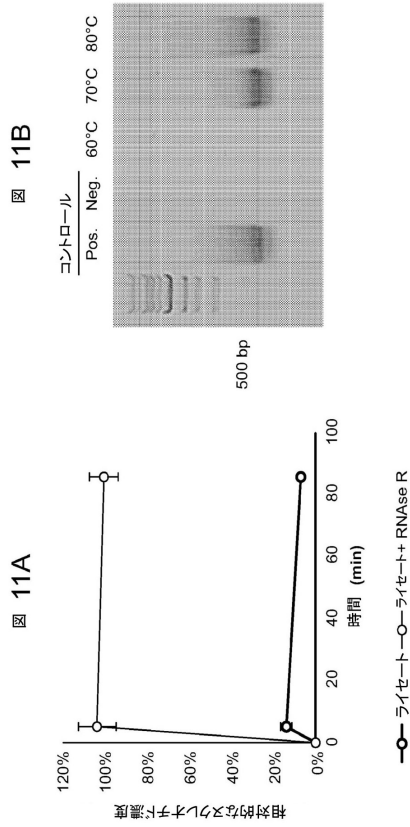 図 11A
120%
100%
80%
60%
40%
20%
0%
相対的なヌクレオチド濃度
0 20 40 60 80 100
時間 (min)
ライセート ライセート+ RNAse R
図 11B
コントロール
Pos. Neg. 60°C 70°C 80°C
500 bp